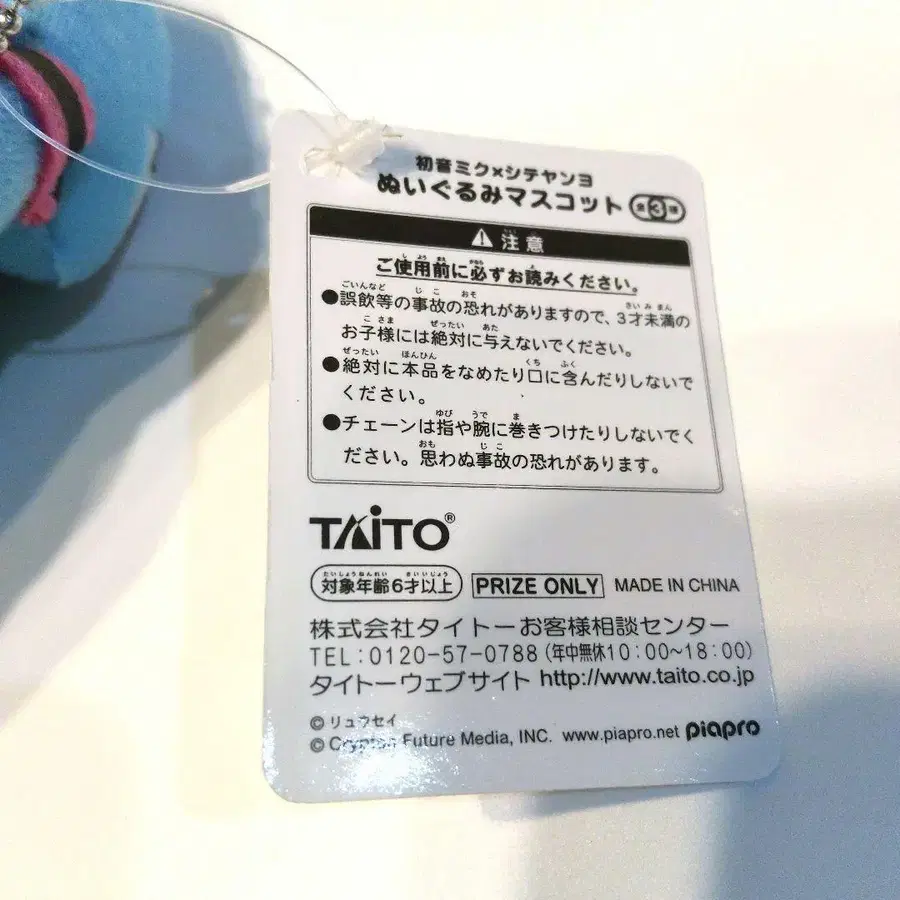 初音ミク×シテヤンヨ
ぬいぐるみマスコット 全3種
注意
ご使用前に必ずお読みください。
●誤飲等の事故の恐れがありますので、3才未満の
お子様には絶対に与えないでください。
●絶対に本品をなめたり口に含んだりしないで
ください。
●チェーンは指や腕に巻きつけたりしないでく
ださい。思わぬ事故の恐れがあります。
TAiTO®
対象年齢6才以上 PRIZE ONLY MADE IN CHINA
株式会社タイトーお客様相談センター
TEL:0120-57-0788(年中無休10:00~18:00)
タイトーウェブサイト http://www.taito.co.jp
© リュウセイ
© Crypton Future Media, INC. www.piapro.net piapro